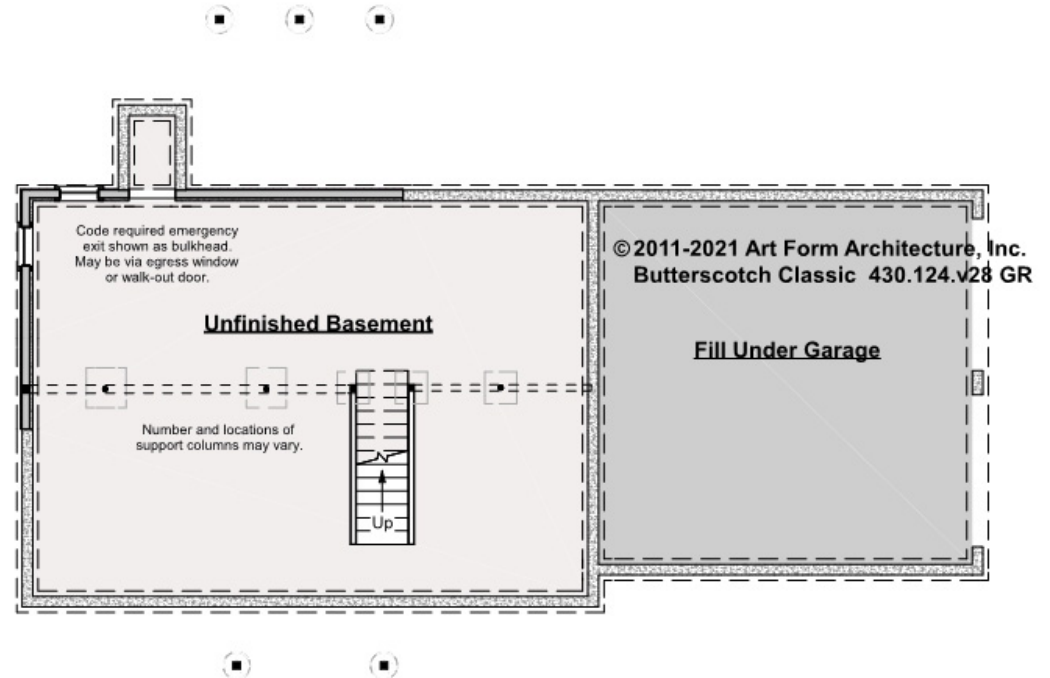 Code required emergency
exit shown as bulkhead.
May be via egress window
or walk-out door.
©2011-2021 Art Form Architecture, Inc.
Butterscotch Classic 430.124.v28 GR
Unfinished Basement
Fill Under Garage
Number and locations of
support columns may vary.
Up